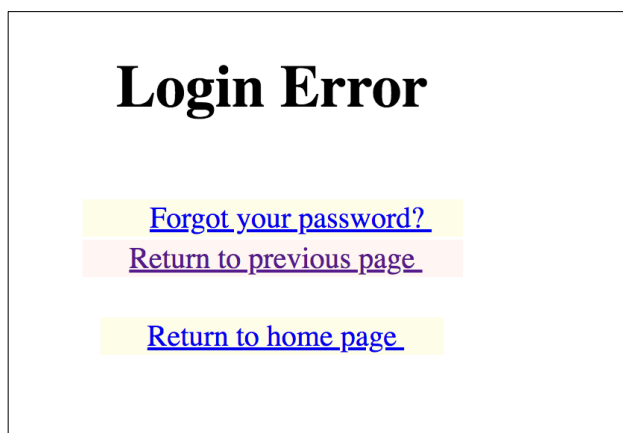 Login Error
Forgot your password?
Return to previous page
Return to home page